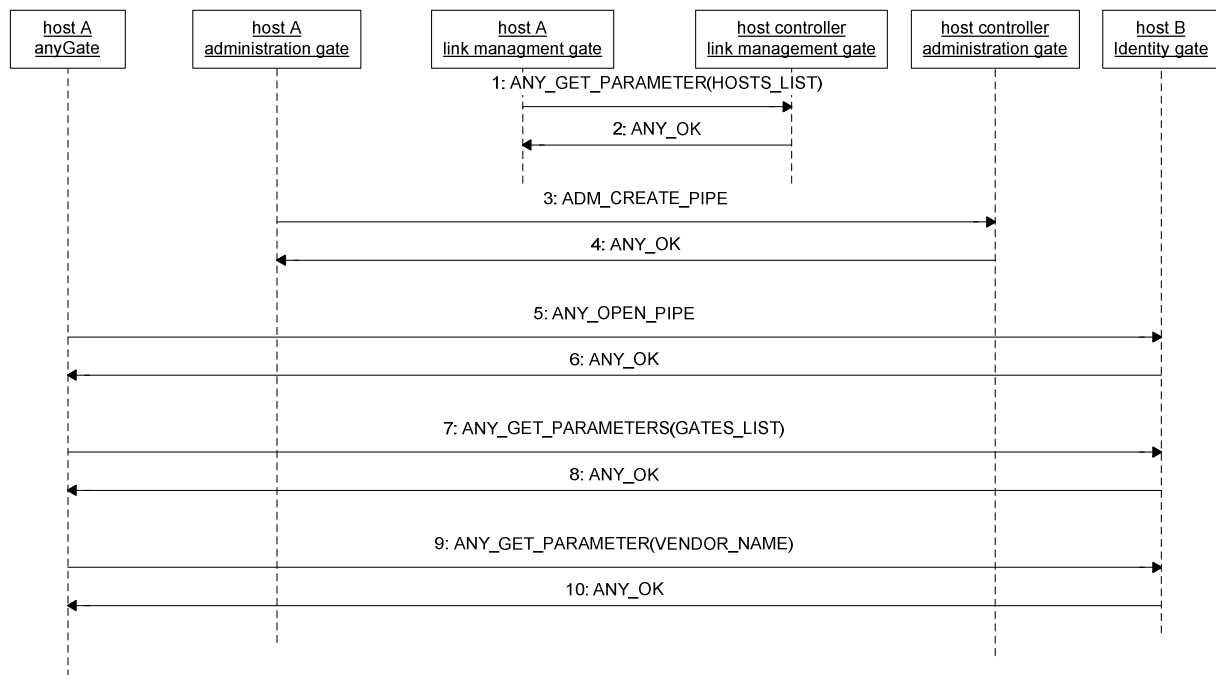 host A
anyGate
host A
administration gate
host A
link managment gate
host controller
link management gate
host controller
administration gate
host B
Identity gate
1: ANY_GET_PARAMETER(HOSTS_LIST)
2: ANY_OK
3: ADM_CREATE_PIPE
4: ANY_OK
5: ANY_OPEN_PIPE
6: ANY_OK
7: ANY_GET_PARAMETERS(GATES_LIST)
8: ANY_OK
9: ANY_GET_PARAMETER(VENDOR_NAME)
10: ANY_OK